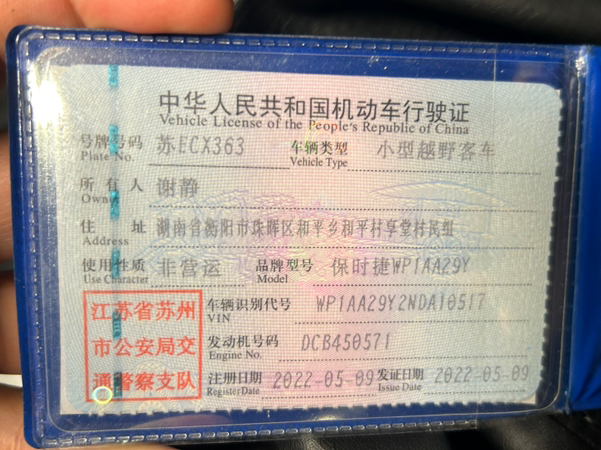 中华人民共和国机动车行驶证
Vehicle License of the People's Republic of China
号牌号码 苏ECX363 车辆类型 小型越野客车
Plate No. Vehicle Type
所有人 谢静
Owner
住址 湖南省衡阳市珠晖区和平乡和平村享堂村民组
Address
使用性质 非营运 品牌型号 保时捷WP1AA29Y
Use Character Model
江苏省苏州 车辆识别代号 WP1AA29Y2NDA10517
VIN
市公安局交 发动机号码 DCB450571
Engine No.
通警察支队 注册日期 2022-05-09 发证日期 2022-05-09
Register Date Issue Date